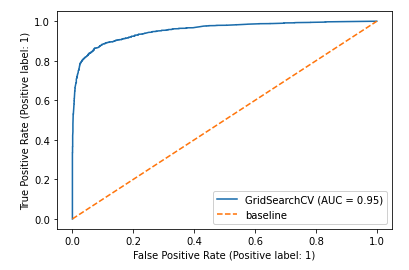 1.0
0.8
0.6
0.4
0.2
0.0
True Positive Rate (Positive label: 1)
GridSearchCV (AUC = 0.95)
baseline
0.0 0.2 0.4 0.6 0.8 1.0
False Positive Rate (Positive label: 1)